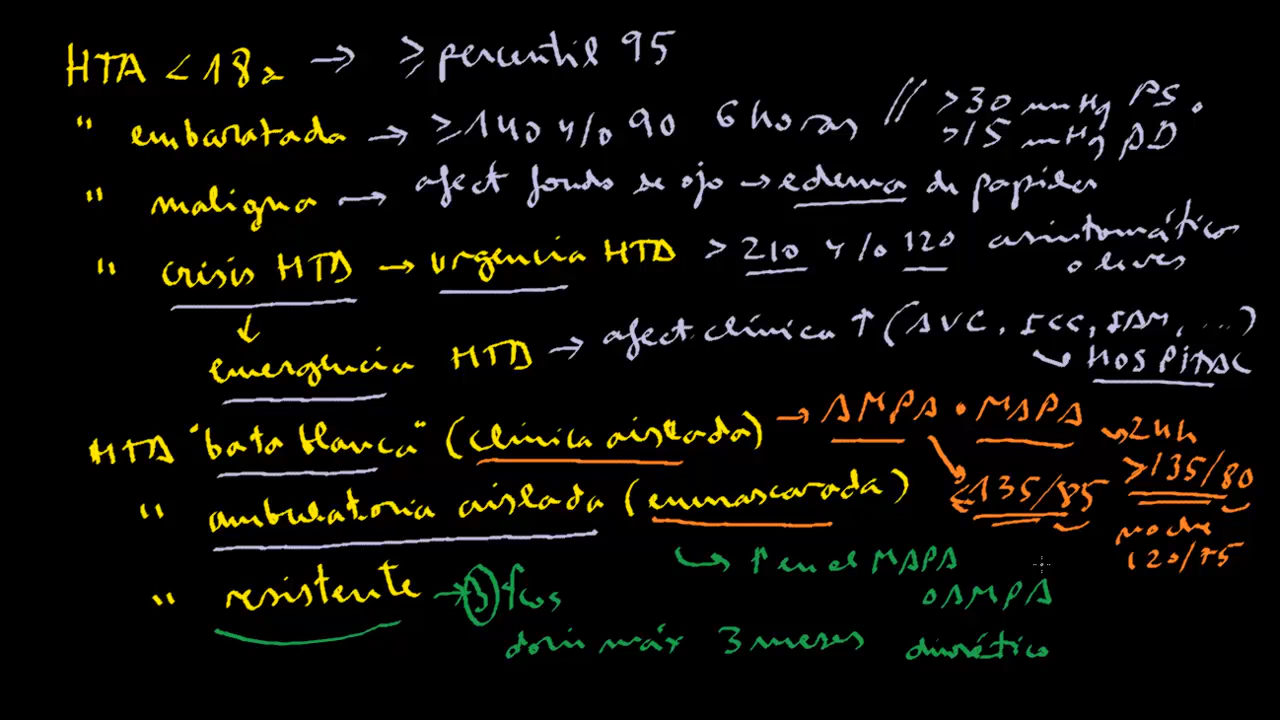 HTA < 18a → ≥ percentil 95
" embaratada → ≥ 140 y/o 90 6 horas // >30 mmHg PS.
>15 mmHg PD
" maligna → afect fondo de ojo → edema de papila
" crisis HTA → urgencia HTA > 210 y/o 120 asintomáticos
o leves
↓
emergencia HTA → afect. clínica ↑ (AVC, ICC, IAM, ...)
↳ HOSPITAL
HTA "bata blanca" (clínica aislada) → AMPA • MAPA
↳ 24h
>135/80
" ambulatoria aislada (enmascarada)
≤135/85
noche
120/75
↳ ↑ en el MAPA
o AMPA
" resistente → 3 fcos
dosis máx 3 meses diurético